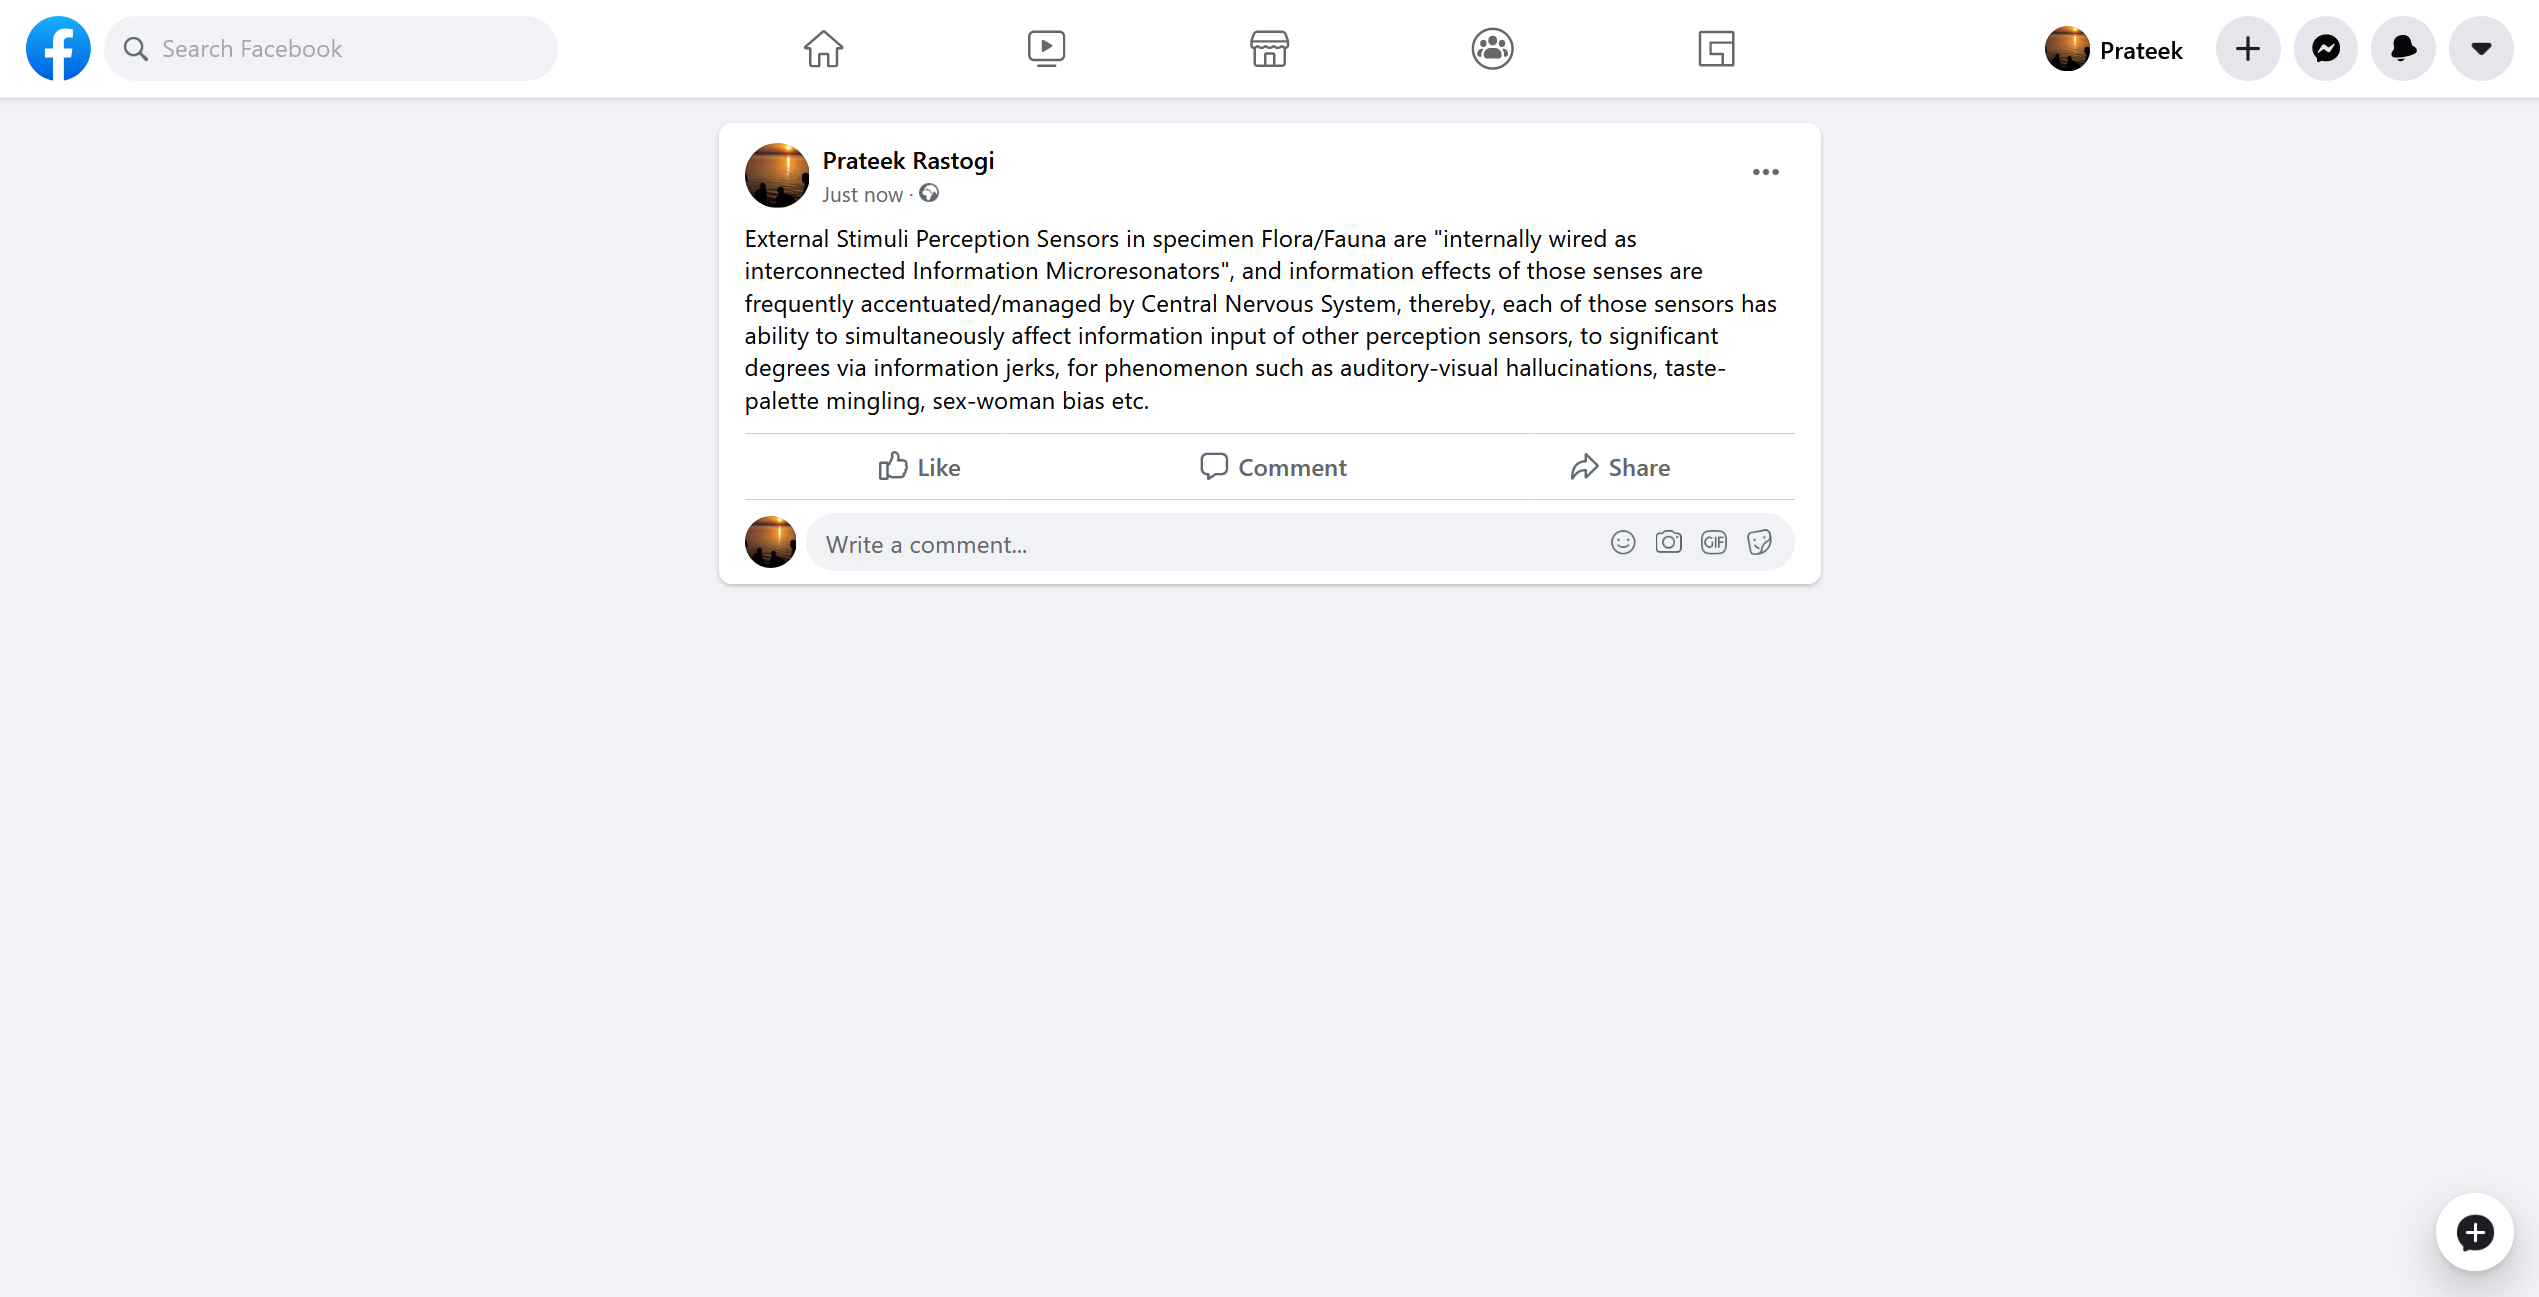 Search Facebook
Prateek
Prateek Rastogi
Just now ·
External Stimuli Perception Sensors in specimen Flora/Fauna are "internally wired as
interconnected Information Microresonators", and information effects of those senses are
frequently accentuated/managed by Central Nervous System, thereby, each of those sensors has
ability to simultaneously affect information input of other perception sensors, to significant
degrees via information jerks, for phenomenon such as auditory-visual hallucinations, taste-
palette mingling, sex-woman bias etc.
Like
Comment
Share
Write a comment...
GIF